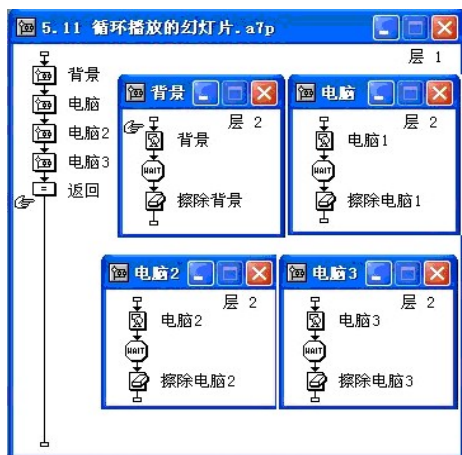 5.11 循环播放的幻灯片.a7p
层 1
背景
电脑
电脑2
电脑3
返回
背景
层 2
背景
WAIT
擦除背景
电脑
层 2
电脑1
WAIT
擦除电脑1
电脑2
层 2
电脑2
WAIT
擦除电脑2
电脑3
层 2
电脑3
WAIT
擦除电脑3